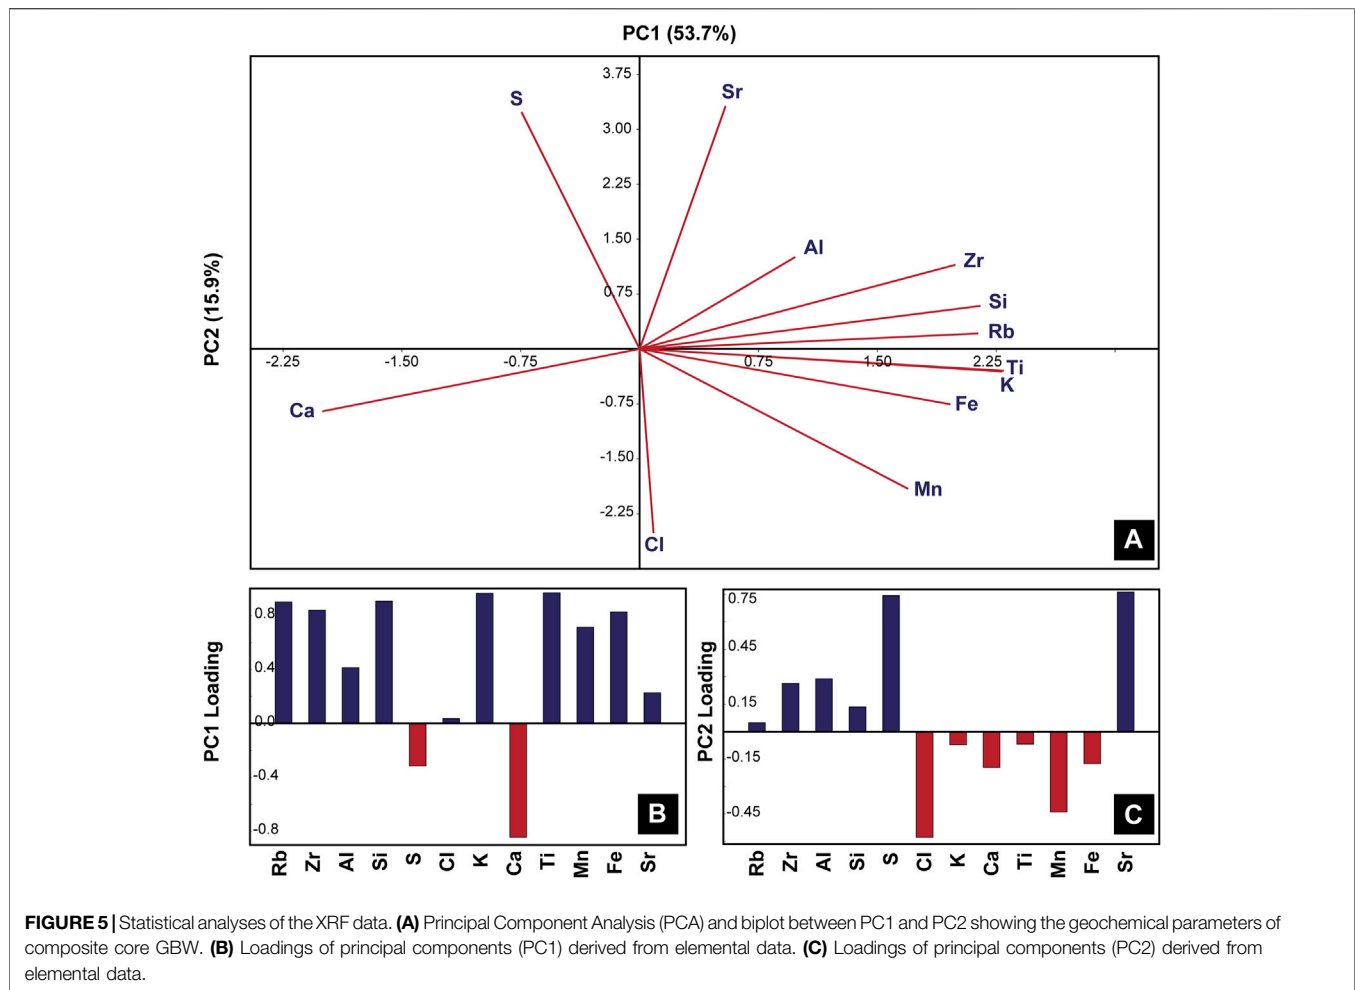 PC1 (53.7%)
3.75
S
Sr
3.00
2.25
1.50
Al
Zr
0.75
Si
Rb
PC2 (15.9%)
-2.25
-1.50
-0.75
0.75
1.50
2.25
Ti
K
Ca
-0.75
Fe
-1.50
Mn
-2.25
Cl
A
PC1 Loading
0.8
0.4
0.0
-0.4
-0.8
B
Rb Zr Al Si S Cl K Ca Ti Mn Fe Sr
PC2 Loading
0.75
0.45
0.15
-0.15
-0.45
C
Rb Zr Al Si S Cl K Ca Ti Mn Fe Sr
FIGURE 5 | Statistical analyses of the XRF data. (A) Principal Component Analysis (PCA) and biplot between PC1 and PC2 showing the geochemical parameters of
composite core GBW. (B) Loadings of principal components (PC1) derived from elemental data. (C) Loadings of principal components (PC2) derived from
elemental data.